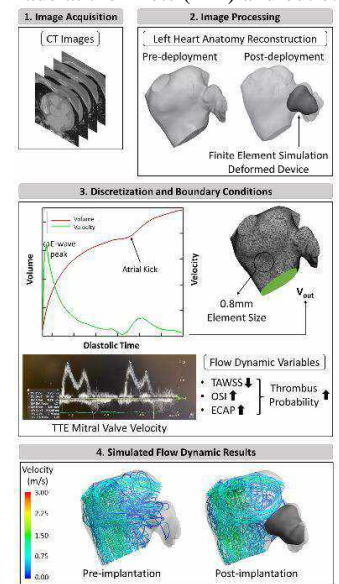 1. Image Acquisition
CT Images
2. Image Processing
Left Heart Anatomy Reconstruction
Pre-deployment
Post-deployment
Finite Element Simulation
Deformed Device
3. Discretization and Boundary Conditions
Volume
Velocity
E-wave
peak
Atrial Kick
Volume
Velocity
Diastolic Time
0.8mm
Element Size
Vout
TTE Mitral Valve Velocity
Flow Dynamic Variables
• TAWSS ⬇
• OSI ⬆
• ECAP ⬆
Thrombus ⬆
Probability
4. Simulated Flow Dynamic Results
Velocity
(m/s)
3.00
2.25
1.50
0.75
0.00
Pre-implantation
Post-implantation